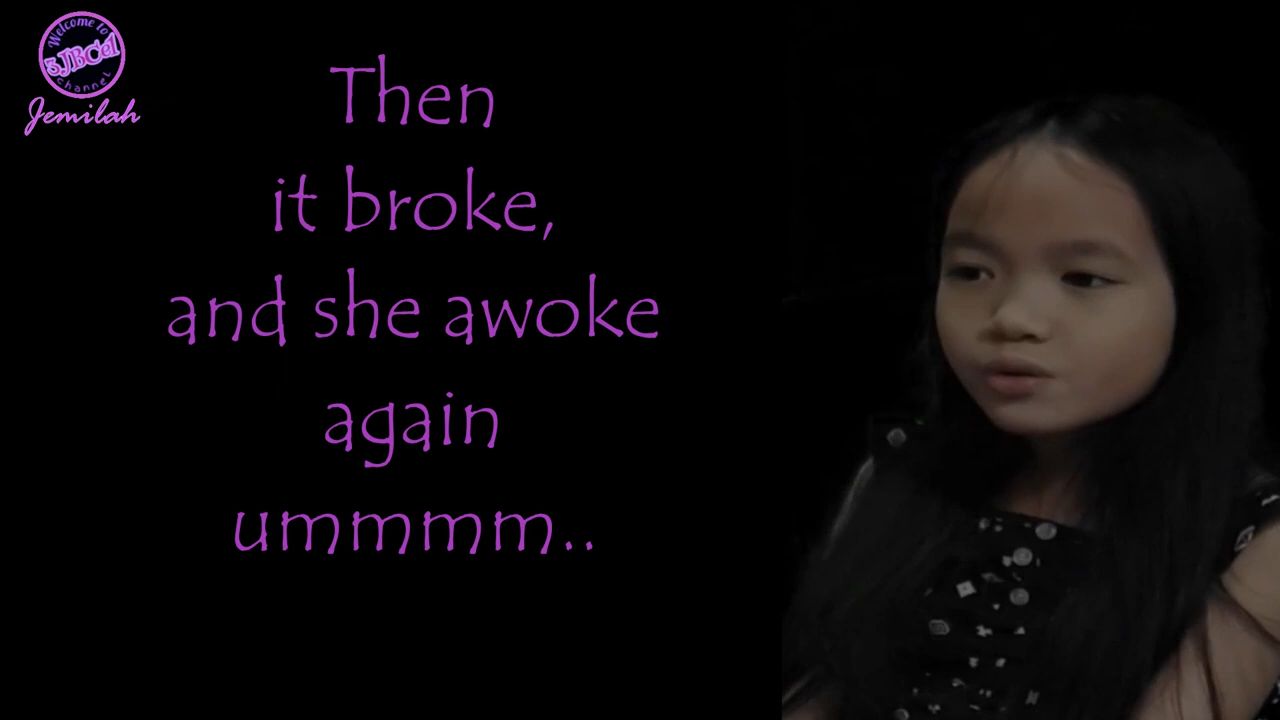 Welcome to
3JBCel
channel
Jemilah
Then
it broke,
and she awoke
again
ummmm..